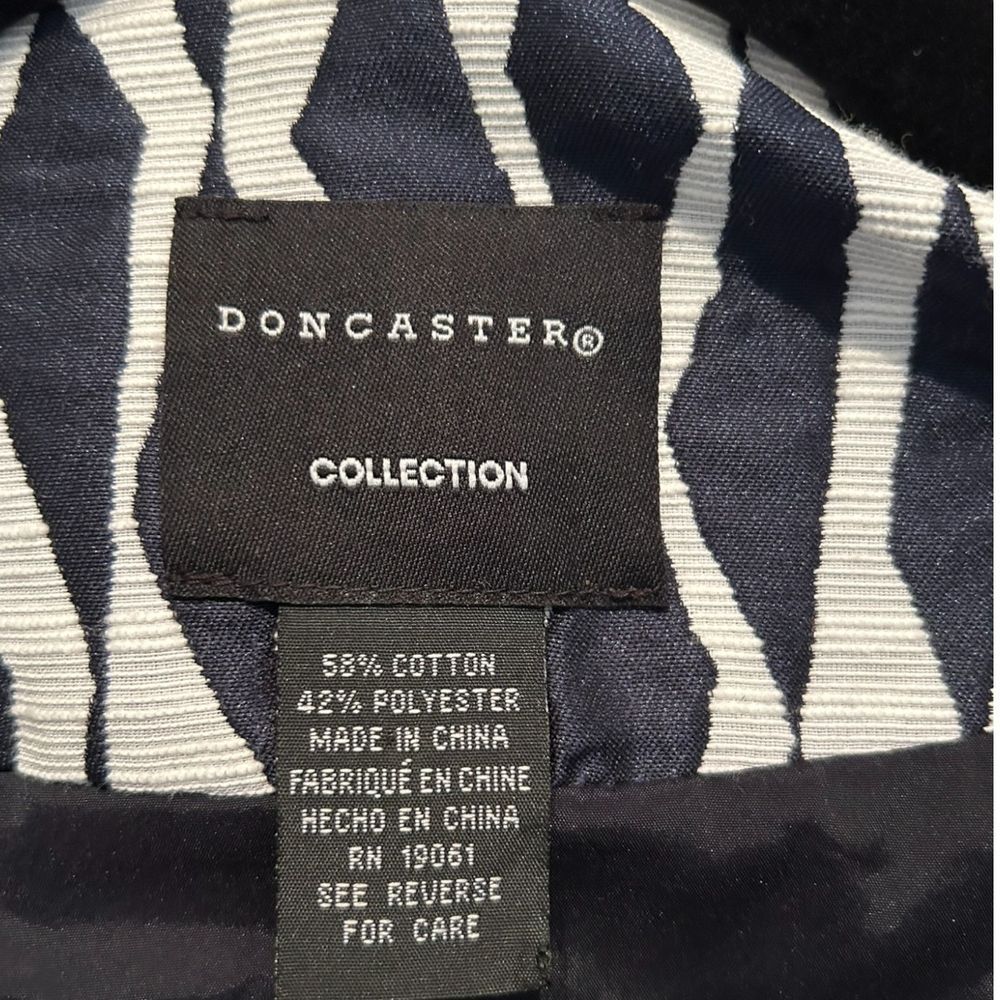 DONCASTER®
COLLECTION
58% COTTON
42% POLYESTER
MADE IN CHINA
FABRIQUÉ EN CHINE
HECHO EN CHINA
RN 19061
SEE REVERSE
FOR CARE